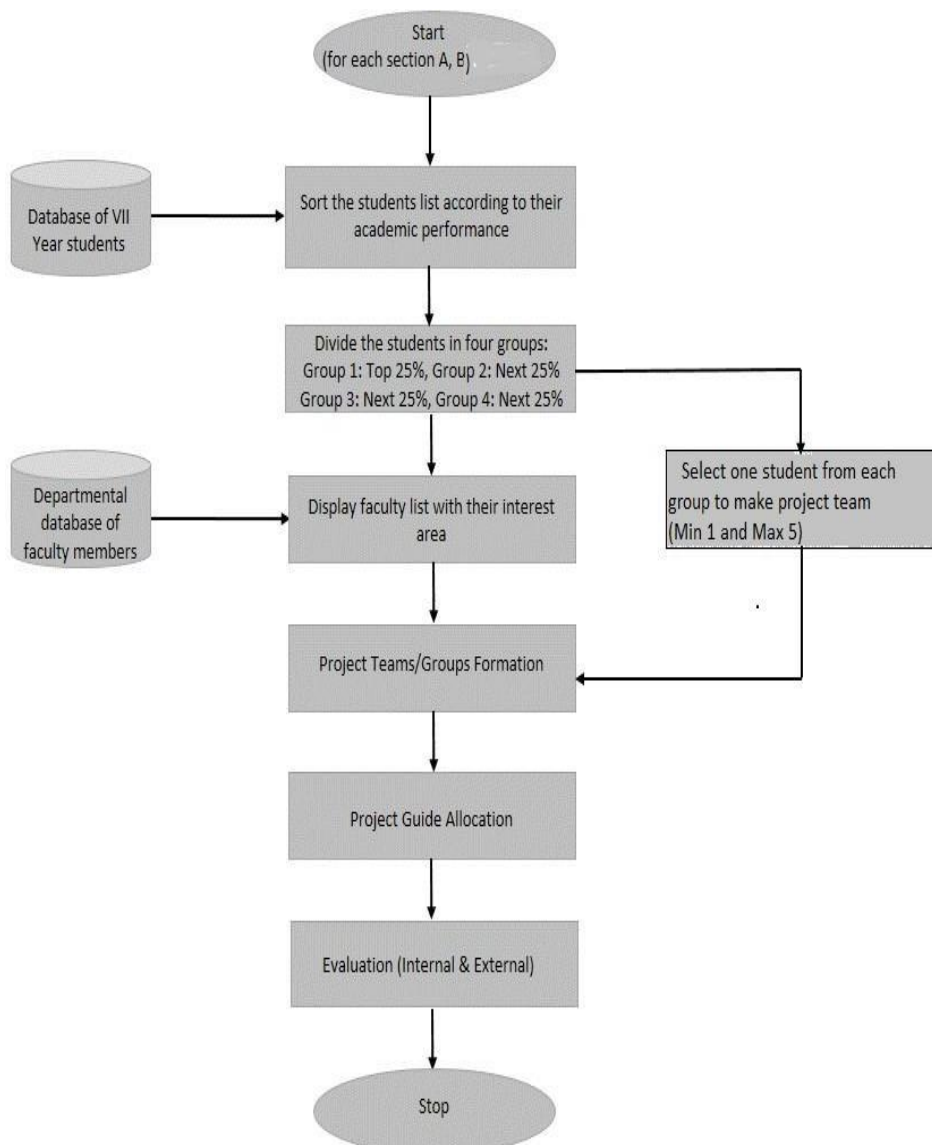 Start
(for each section A, B)
Sort the students list according to their
academic performance
Database of VII
Year students
Divide the students in four groups:
Group 1: Top 25%, Group 2: Next 25%
Group 3: Next 25%, Group 4: Next 25%
Select one student from each
group to make project team
(Min 1 and Max 5)
Departmental
database of
faculty members
Display faculty list with their interest
area
Project Teams/Groups Formation
Project Guide Allocation
Evaluation (Internal & External)
Stop